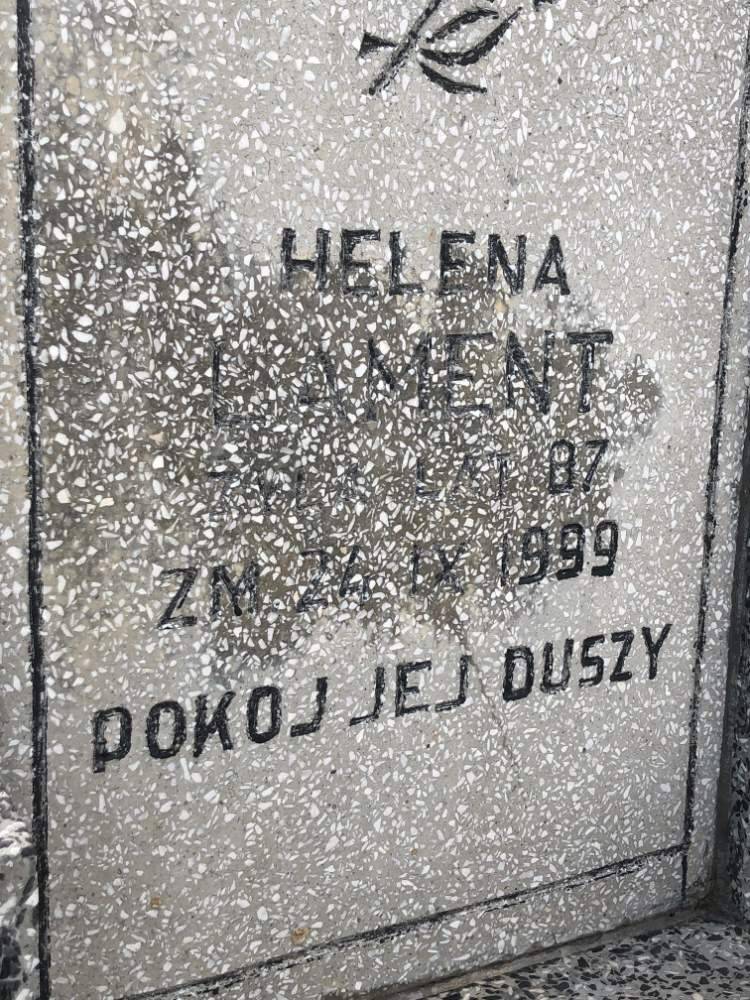 HELENA
LAMENT
ŻYŁA LAT 87
ZM. 24 IX 1999
POKOJ JEJ DUSZY